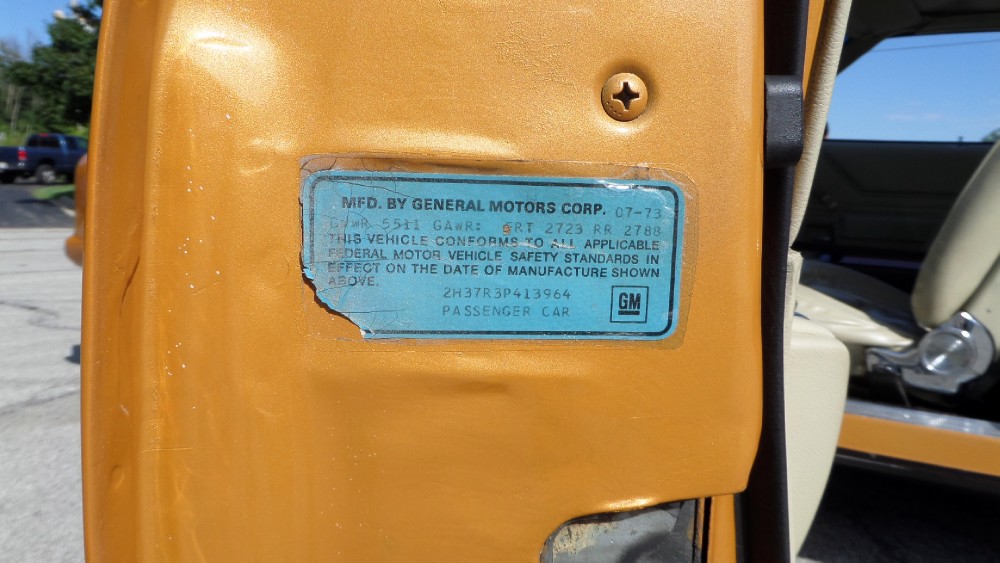 MFD. BY GENERAL MOTORS CORP. 07-73
GVWR 5511 GAWR: FRT 2723 RR 2788
THIS VEHICLE CONFORMS TO ALL APPLICABLE
FEDERAL MOTOR VEHICLE SAFETY STANDARDS IN
EFFECT ON THE DATE OF MANUFACTURE SHOWN
ABOVE.
2H37R3P413964
PASSENGER CAR
GM